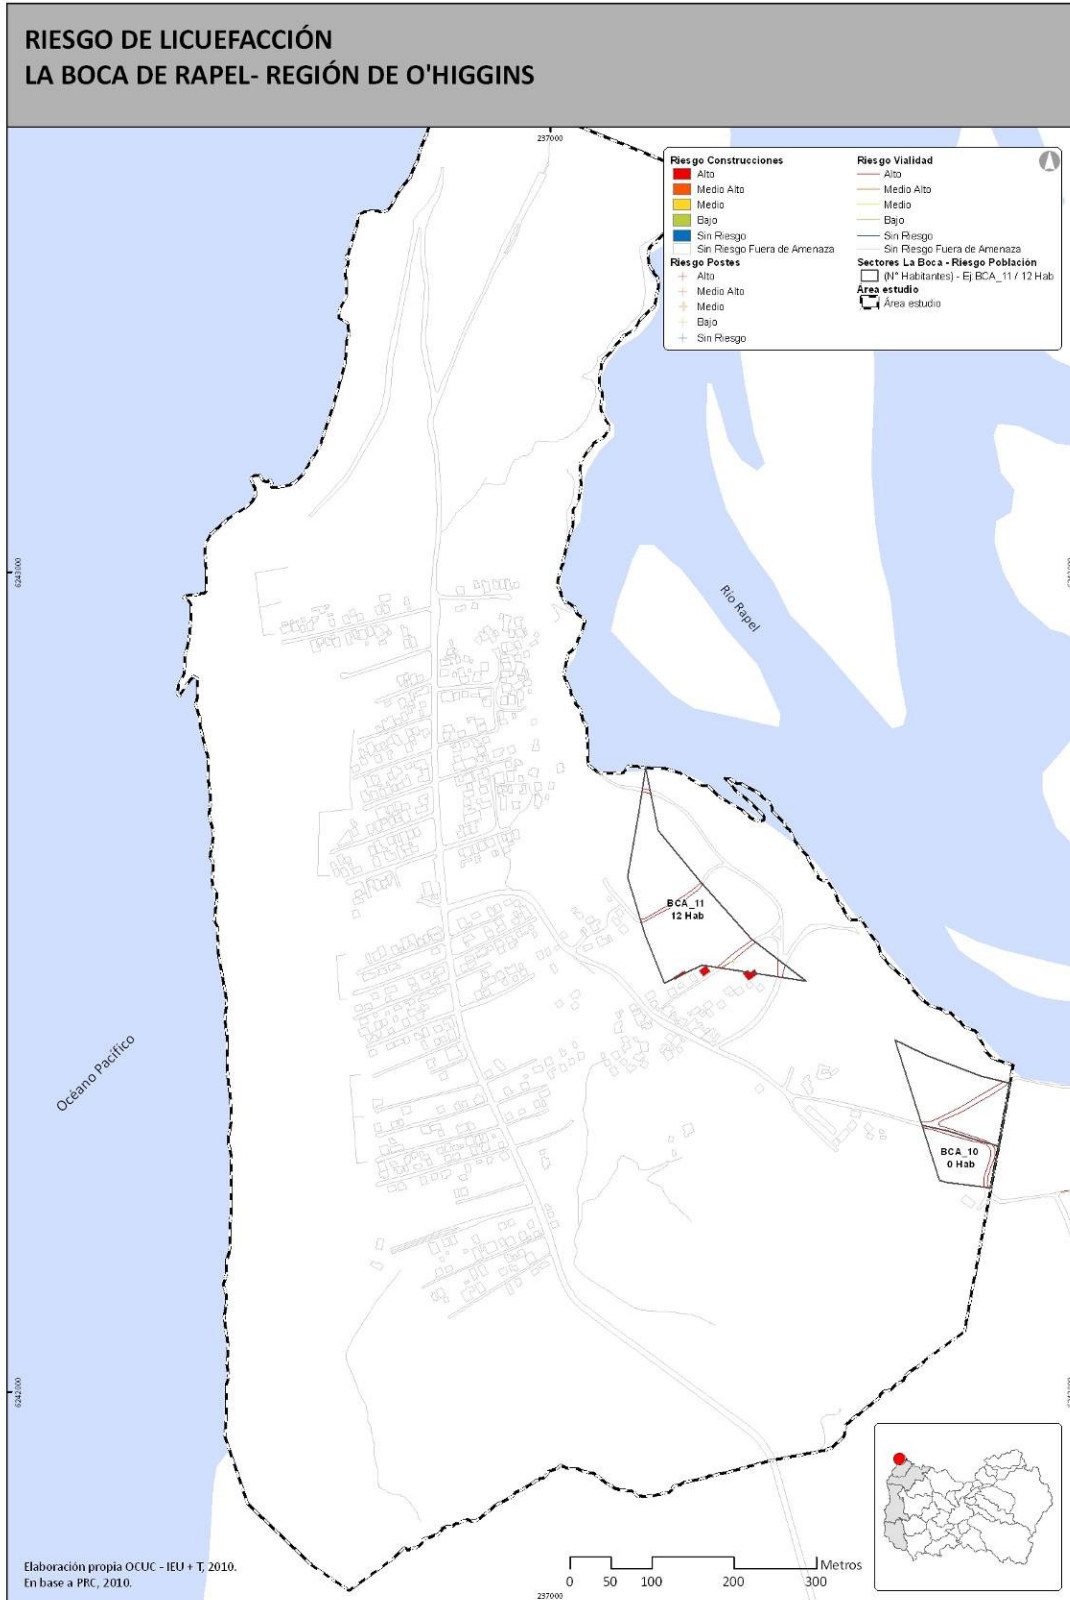 RIESGO DE LICUEFACCIÓN
LA BOCA DE RAPEL- REGIÓN DE O'HIGGINS
237000
Riesgo Construcciones
Alto
Medio Alto
Medio
Bajo
Sin Riesgo
Sin Riesgo Fuera de Amenaza
Riesgo Postes
Alto
Medio Alto
Medio
Bajo
Sin Riesgo
Riesgo Vialidad
Alto
Medio Alto
Medio
Bajo
Sin Riesgo
Sin Riesgo Fuera de Amenaza
Sectores La Boca - Riesgo Población
(N° Habitantes) - Ej BCA_11 / 12 Hab
Área estudio
Área estudio
6243000
Río Rapel
BCA_11
12 Hab
Océano Pacífico
BCA_10
0 Hab
6242000
Elaboración propia OCUC - IEU + T, 2010.
En base a PRC, 2010.
Metros
0 50 100 200 300
237000